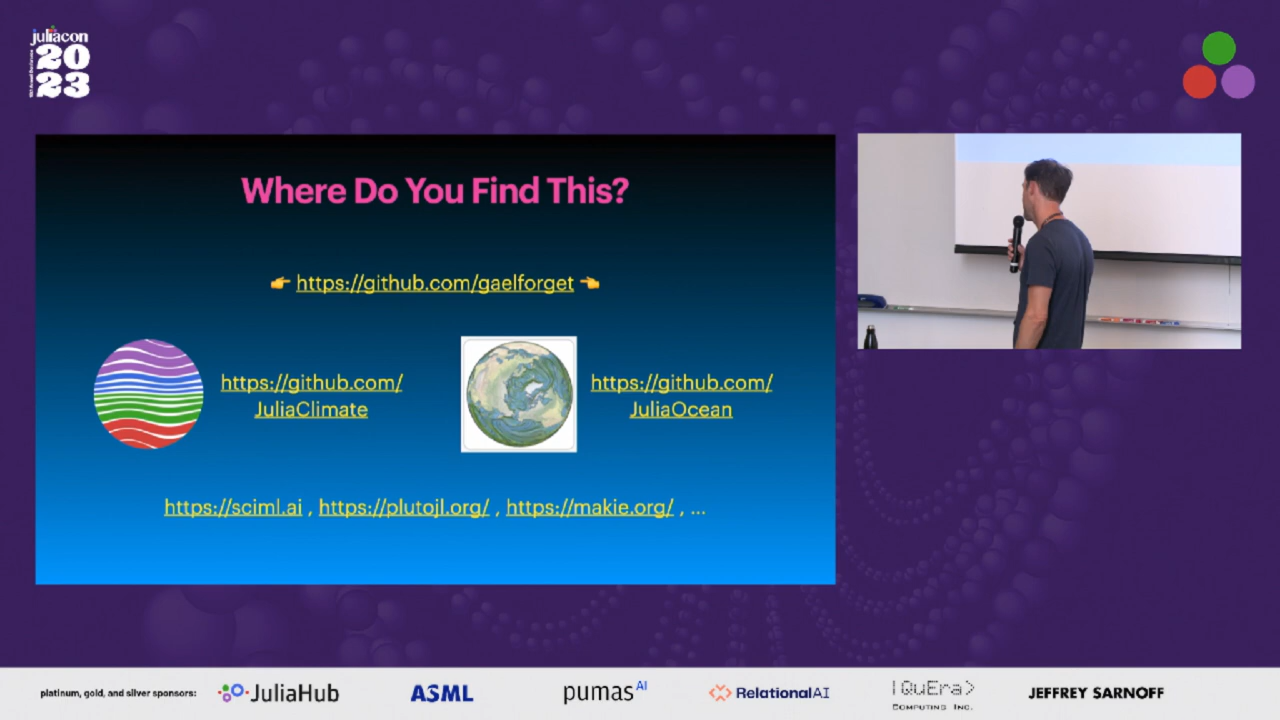 juliacon
20
23
Where Do You Find This?
👉 https://github.com/gaelforget 👈
https://github.com/
JuliaClimate
https://github.com/
JuliaOcean
https://sciml.ai , https://plutojl.org/ , https://makie.org/ , ...
platinum, gold, and silver sponsors:
JuliaHub
ASML
pumas AI
RelationalAI
|QuEra>
COMPUTING INC.
JEFFREY SARNOFF